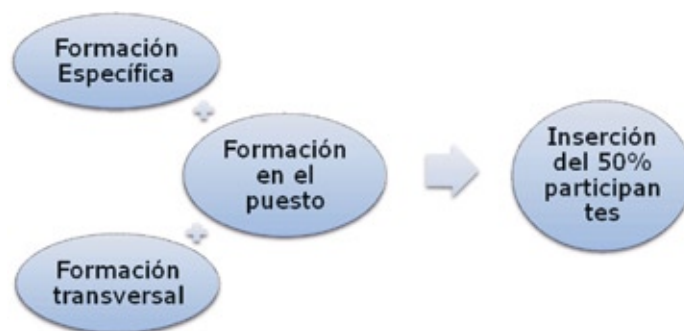 Formación
Específica
Formación
en el
puesto
Formación
transversal
Inserción
del 50%
participan
tes